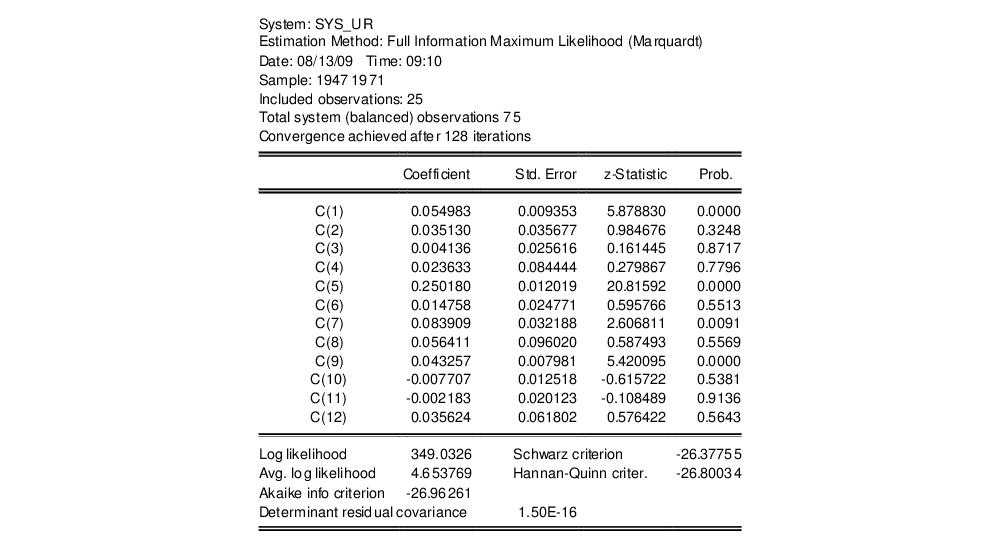 System: SYS_UR
Estimation Method: Full Information Maximum Likelihood (Marquardt)
Date: 08/13/09 Time: 09:10
Sample: 1947 1971
Included observations: 25
Total system (balanced) observations 75
Convergence achieved after 128 iterations
Coefficient Std. Error z-Statistic Prob.
C(1) 0.054983 0.009353 5.878830 0.0000
C(2) 0.035130 0.035677 0.984676 0.3248
C(3) 0.004136 0.025616 0.161445 0.8717
C(4) 0.023633 0.084444 0.279867 0.7796
C(5) 0.250180 0.012019 20.81592 0.0000
C(6) 0.014758 0.024771 0.595766 0.5513
C(7) 0.083909 0.032188 2.606811 0.0091
C(8) 0.056411 0.096020 0.587493 0.5569
C(9) 0.043257 0.007981 5.420095 0.0000
C(10) -0.007707 0.012518 -0.615722 0.5381
C(11) -0.002183 0.020123 -0.108489 0.9136
C(12) 0.035624 0.061802 0.576422 0.5643
Log likelihood 349.0326 Schwarz criterion -26.37755
Avg. log likelihood 4.653769 Hannan-Quinn criter. -26.80034
Akaike info criterion -26.96261
Determinant residual covariance 1.50E-16